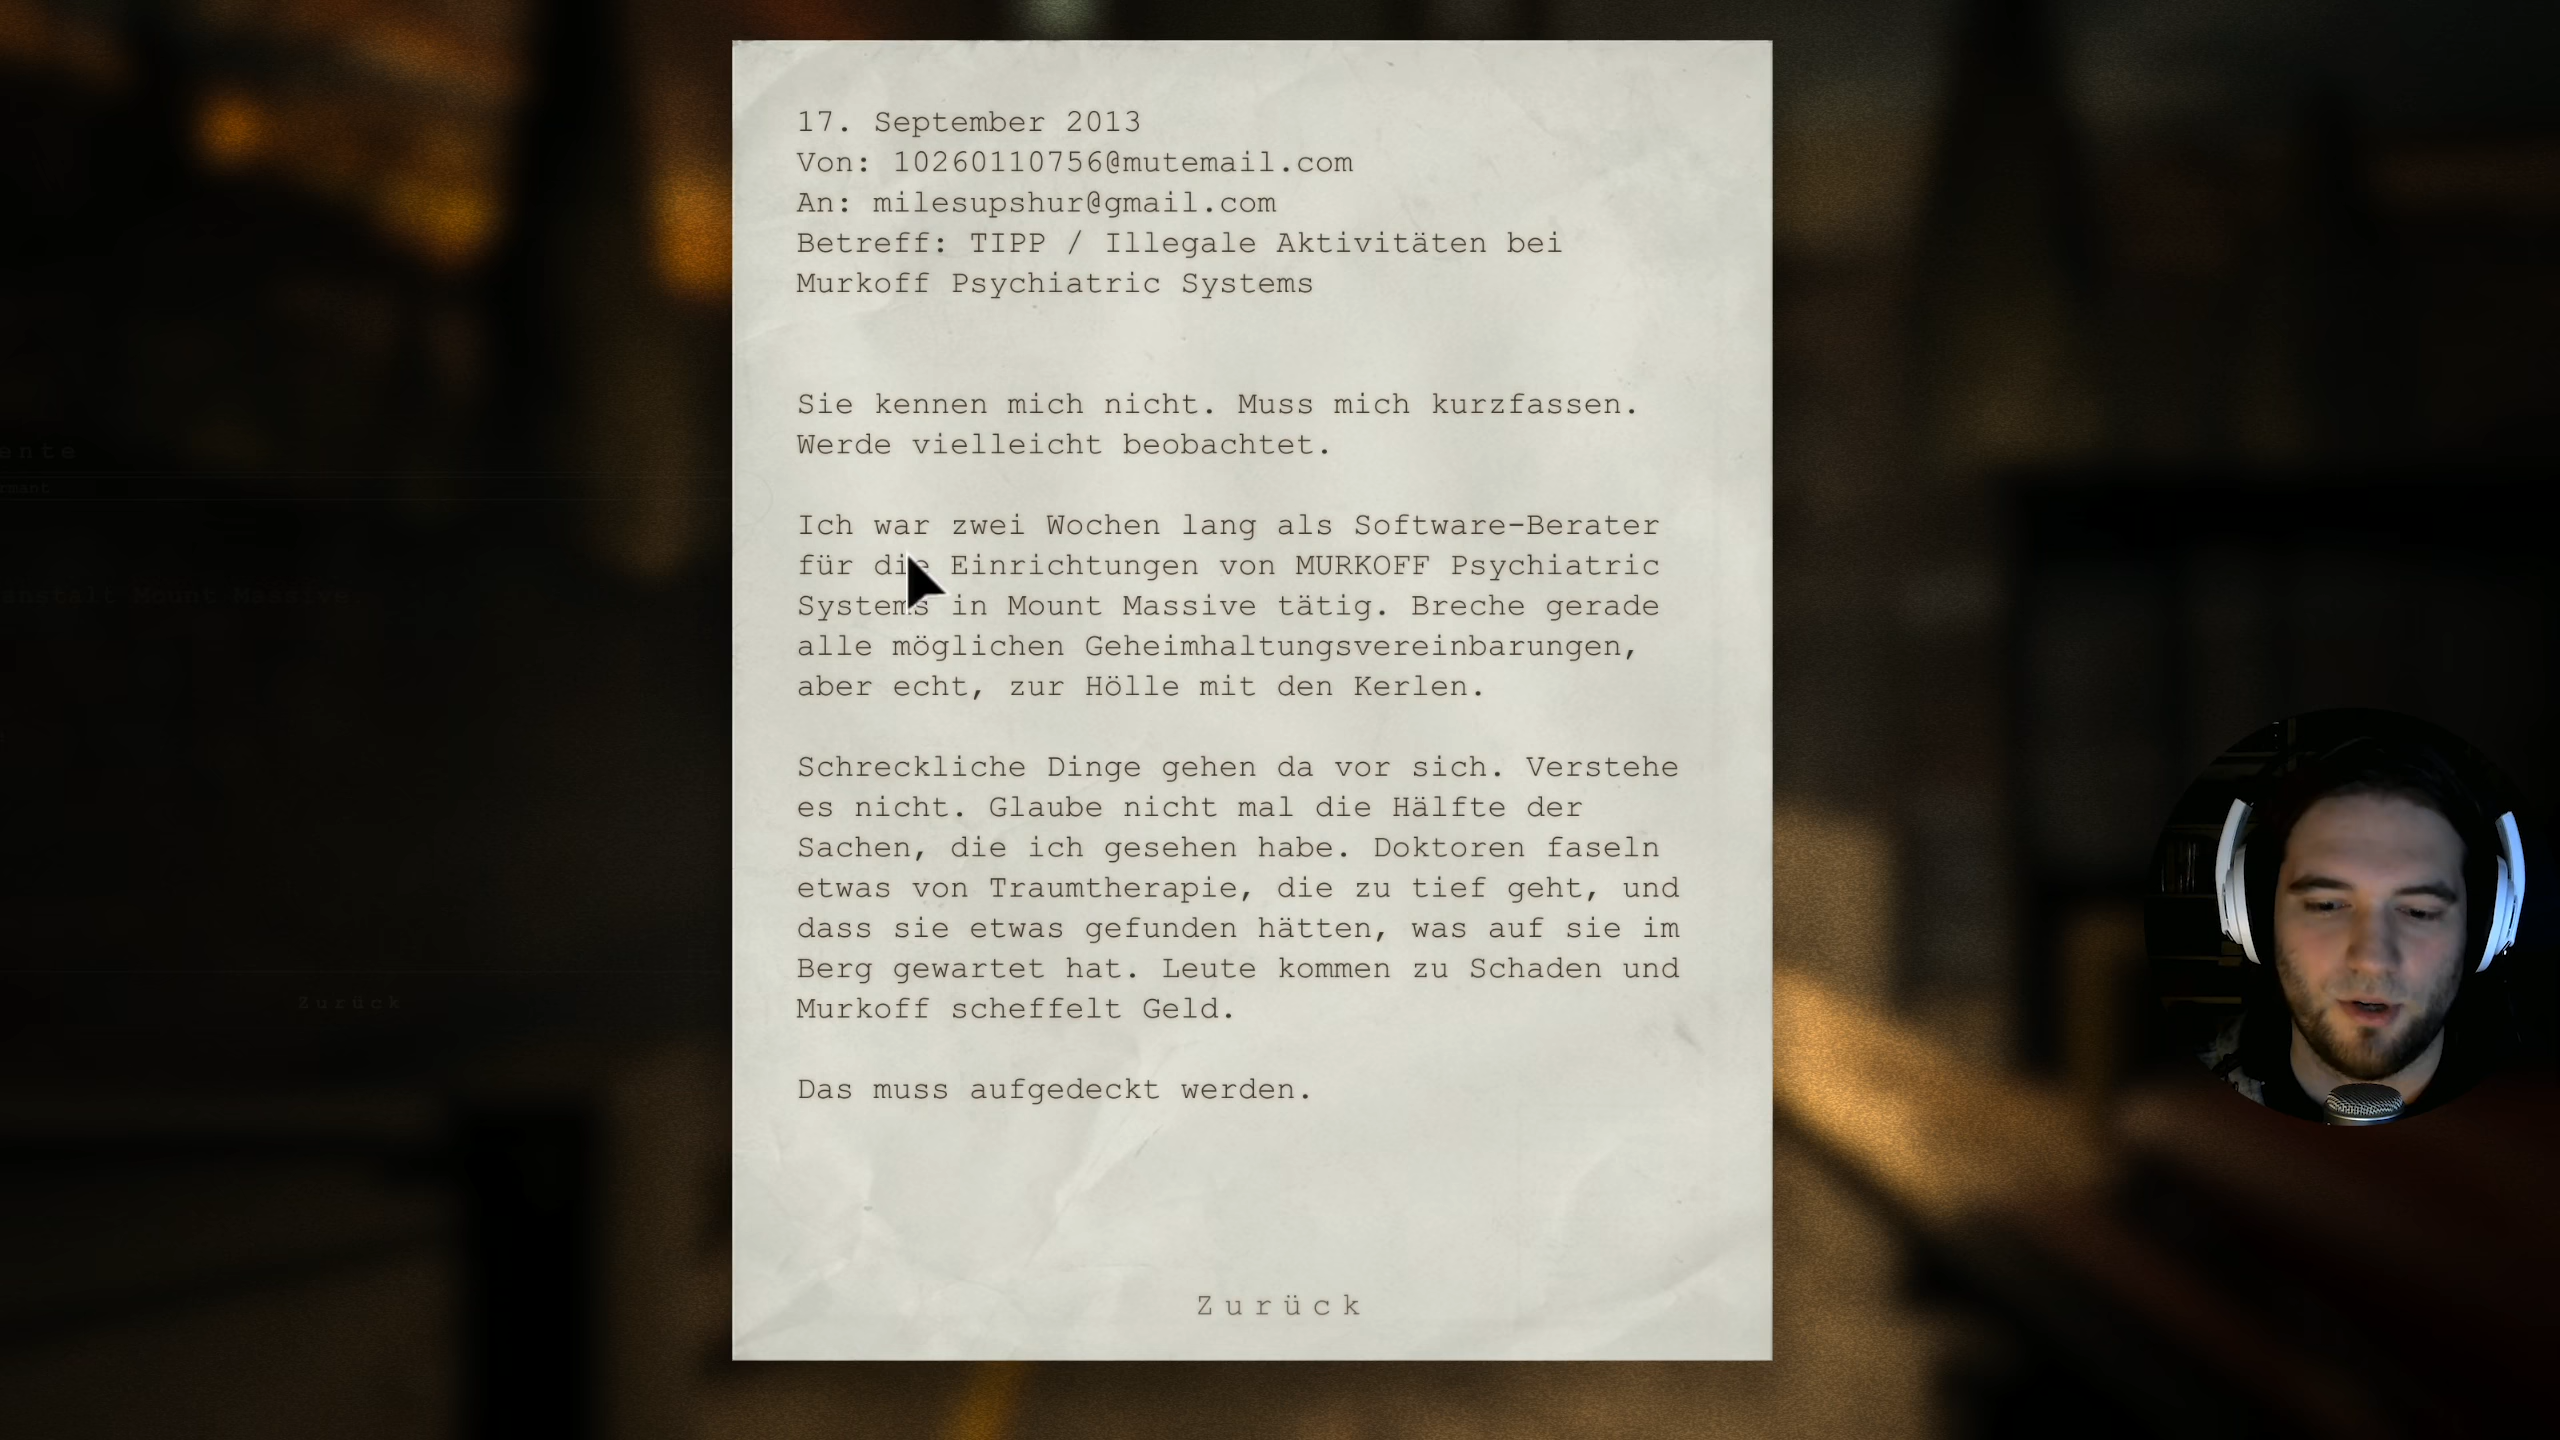 17. September 2013
Von: 10260110756@mutemail.com
An: milesupshur@gmail.com
Betreff: TIPP / Illegale Aktivitäten bei
Murkoff Psychiatric Systems
Sie kennen mich nicht. Muss mich kurzfassen.
Werde vielleicht beobachtet.
Ich war zwei Wochen lang als Software-Berater
für die Einrichtungen von MURKOFF Psychiatric
Systems in Mount Massive tätig. Breche gerade
alle möglichen Geheimhaltungsvereinbarungen,
aber echt, zur Hölle mit den Kerlen.
Schreckliche Dinge gehen da vor sich. Verstehe
es nicht. Glaube nicht mal die Hälfte der
Sachen, die ich gesehen habe. Doktoren faseln
etwas von Traumtherapie, die zu tief geht, und
dass sie etwas gefunden hätten, was auf sie im
Berg gewartet hat. Leute kommen zu Schaden und
Murkoff scheffelt Geld.
Das muss aufgedeckt werden.
Zurück
ente
anstalt Mount Massive
Zurück